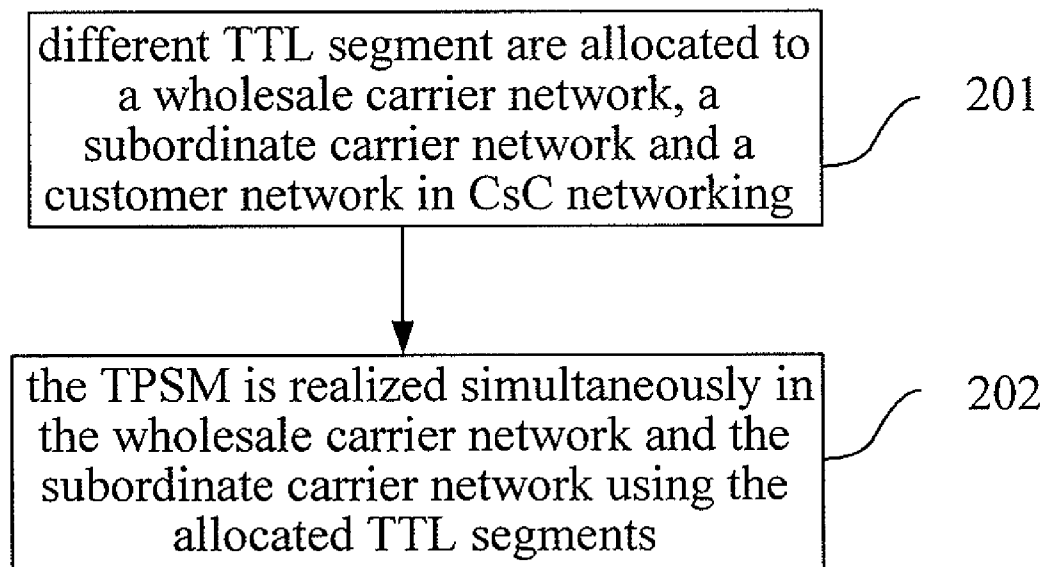 different TTL segment are allocated to
a wholesale carrier network, a
subordinate carrier network and a
customer network in CsC networking
201
the TPSM is realized simultaneously in
the wholesale carrier network and the
subordinate carrier network using the
allocated TTL segments
202